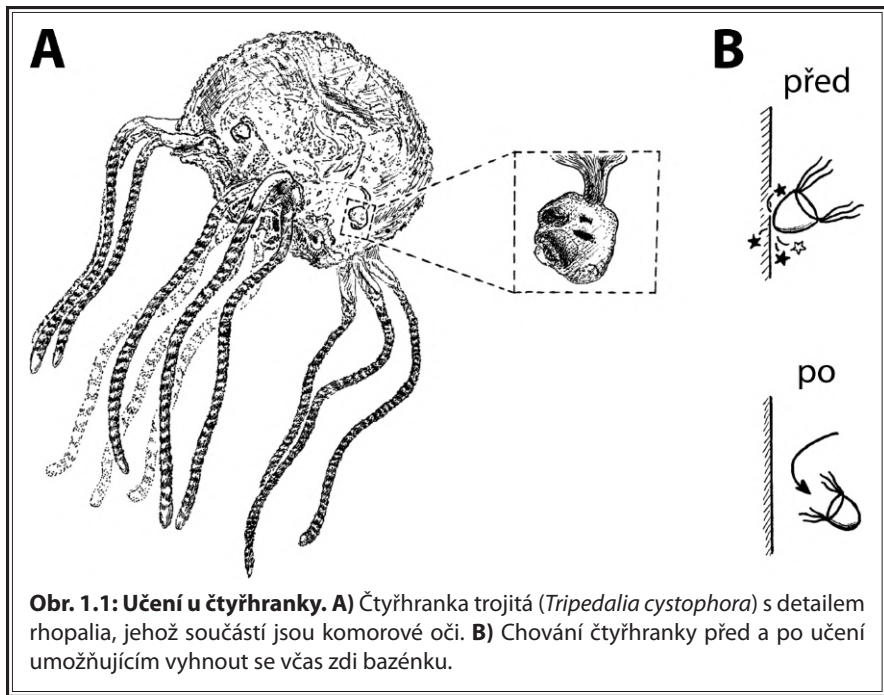 A
B
před
po
Obr. 1.1: Učení u čtyřhranky. A) Čtyřhranka trojitá (Tripedalia cystophora) s detailem
rhopalia, jehož součástí jsou komorové oči. B) Chování čtyřhranky před a po učení
umožňujícím vyhnout se včas zdi bazénku.